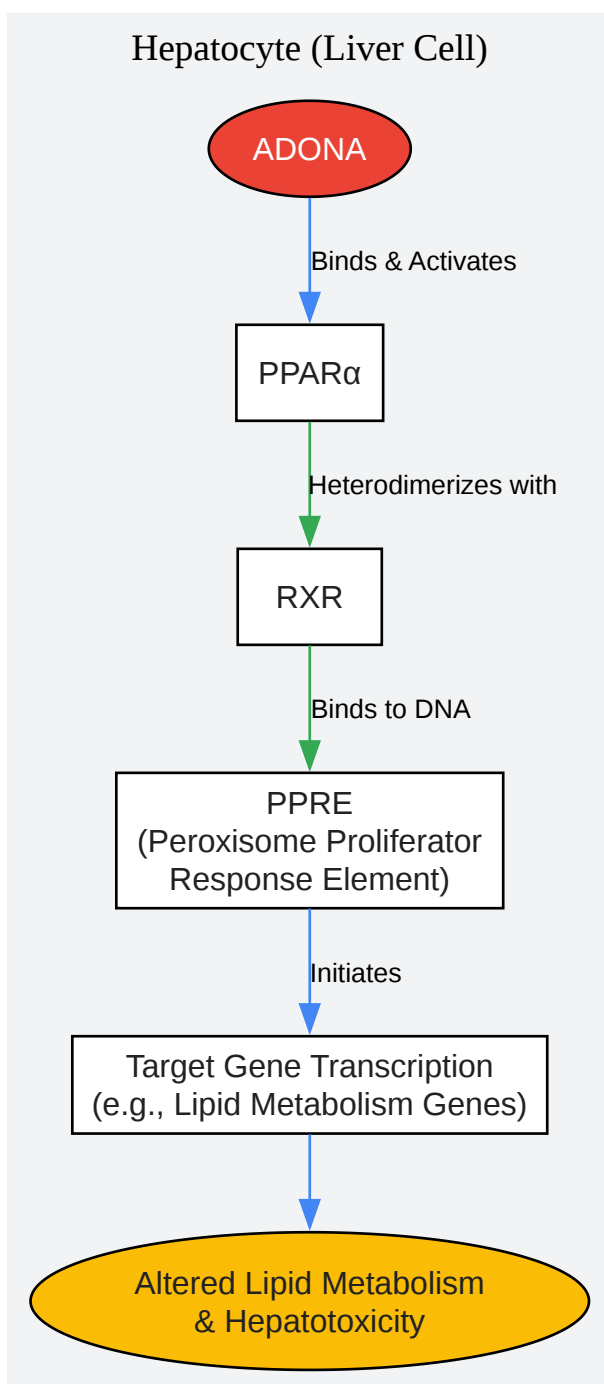 Hepatocyte (Liver Cell)
ADONA
Binds & Activates
PPARα
Heterodimerizes with
RXR
Binds to DNA
PPRE
(Peroxisome Proliferator
Response Element)
Initiates
Target Gene Transcription
(e.g., Lipid Metabolism Genes)
Altered Lipid Metabolism
& Hepatotoxicity